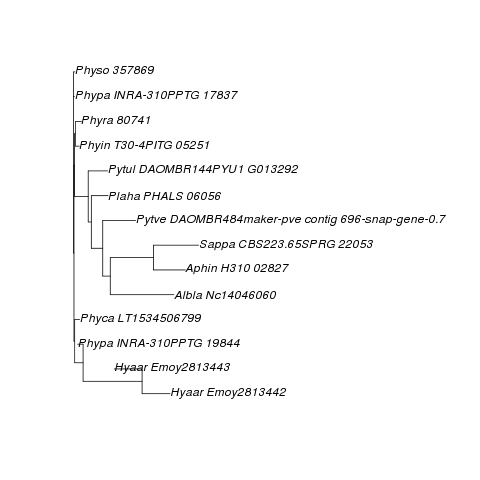 Physo 357869
Phypa INRA-310PPTG 17837
Phyra 80741
Phyin T30-4PITG 05251
Pytul DAOMBR144PYU1 G013292
Plaha PHALS 06056
Pytve DAOMBR484maker-pve contig 696-snap-gene-0.7
Sappa CBS223.65SPRG 22053
Aphin H310 02827
Albla Nc14046060
Phyca LT1534506799
Phypa INRA-310PPTG 19844
Hyaar Emoy2813443
Hyaar Emoy2813442